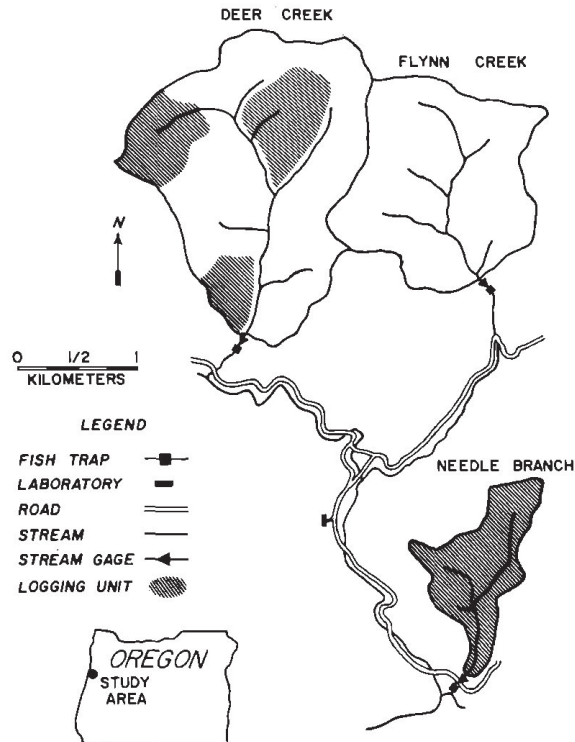 DEER CREEK
FLYNN CREEK
N
0 1/2 1
KILOMETERS
LEGEND
FISH TRAP
LABORATORY
ROAD
STREAM
STREAM GAGE
LOGGING UNIT
NEEDLE BRANCH
OREGON
STUDY
AREA